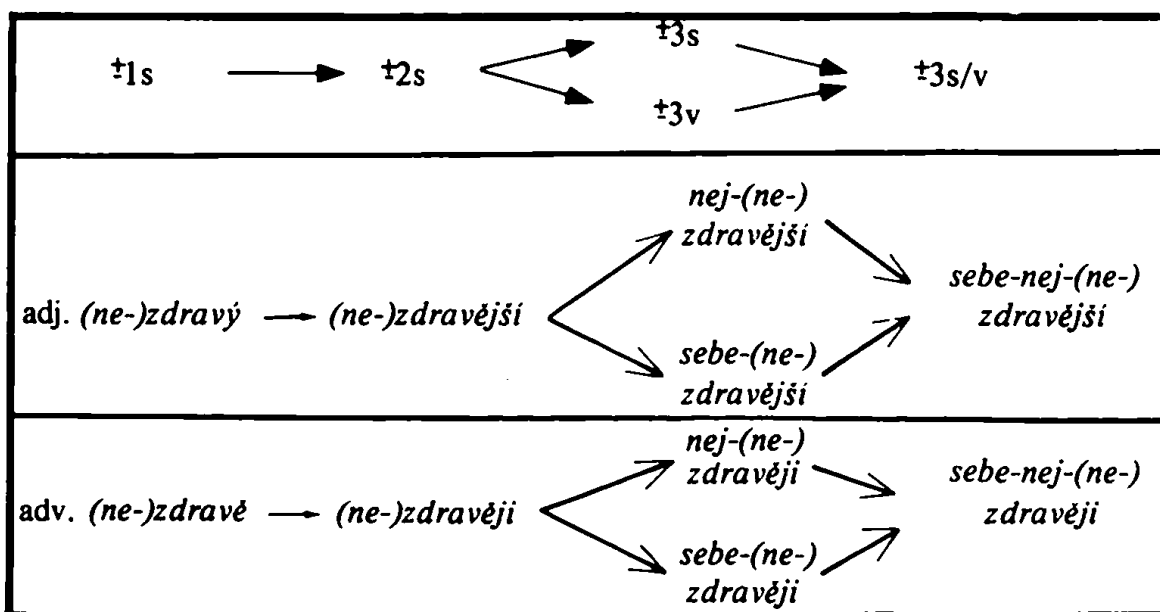 ±3s
±1s ±2s ±3s/v
±3v
nej-(ne-)
zdravější
adj. (ne-)zdravý (ne-)zdravější
sebe-nej-(ne-)
zdravější
sebe-(ne-)
zdravější
nej-(ne-)
zdravěji
adv. (ne-)zdravě (ne-)zdravěji
sebe-nej-(ne-)
zdravěji
sebe-(ne-)
zdravěji